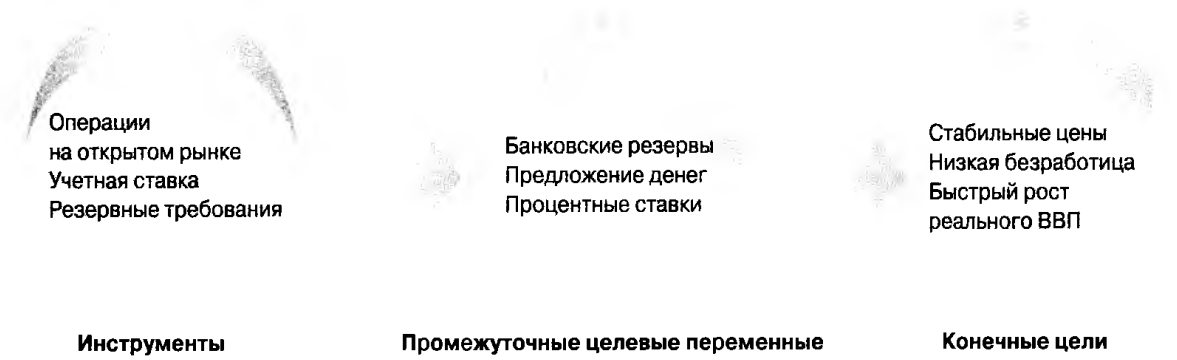 Операции
на открытом рынке
Учетная ставка
Резервные требования
Банковские резервы
Предложение денег
Процентные ставки
Стабильные цены
Низкая безработица
Быстрый рост
реального ВВП
Инструменты
Промежуточные целевые переменные
Конечные цели